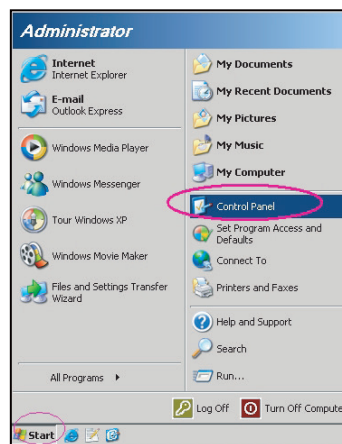 Administrator
Internet
Internet Explorer
E-mail
Outlook Express
Windows Media Player
Windows Messenger
Tour Windows XP
Windows Movie Maker
Files and Settings Transfer
Wizard
All Programs
My Documents
My Recent Documents
My Pictures
My Music
My Computer
Control Panel
Set Program Access and
Defaults
Connect To
Printers and Faxes
Help and Support
Search
Run...
Log Off
Turn Off Compute
Start